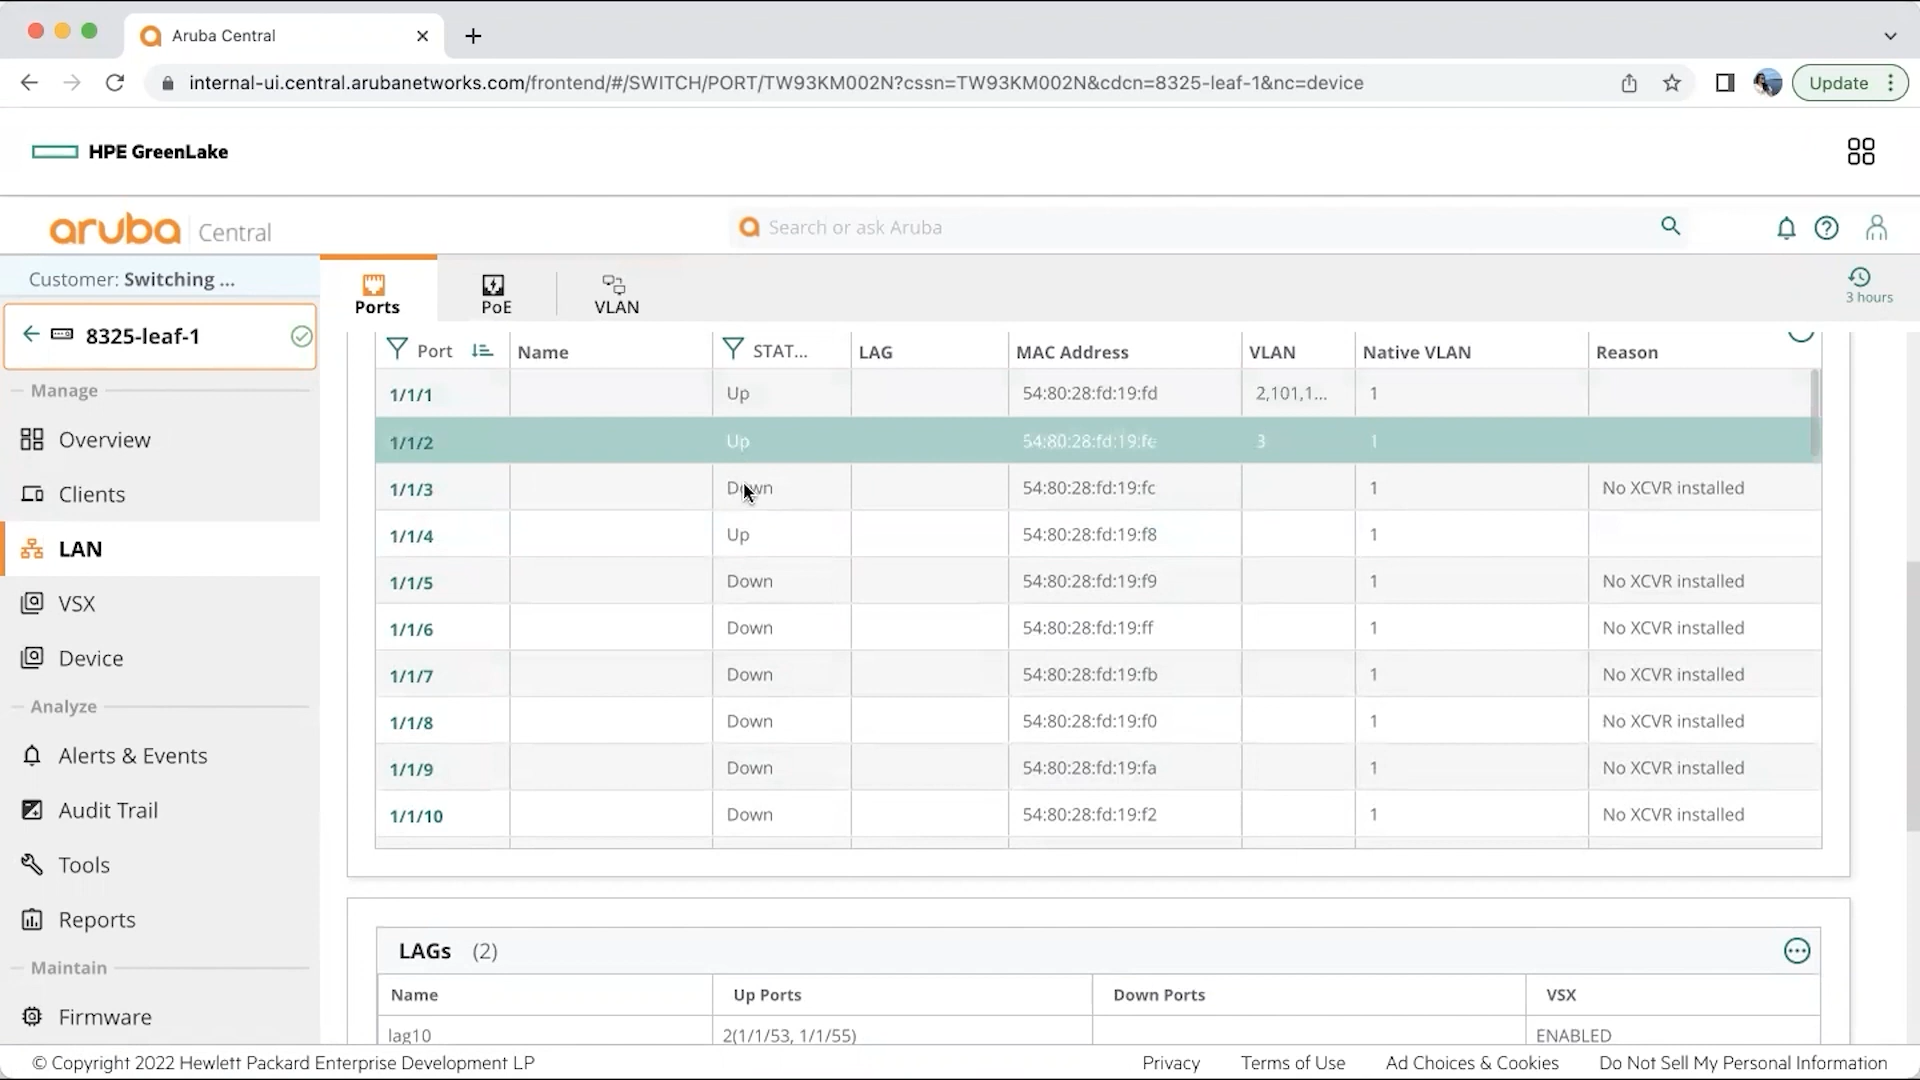 Aruba Central
internal-ui.central.arubanetworks.com/frontend/#/SWITCH/PORT/TW93KM002N?cssn=TW93KM002N&cdcn=8325-leaf-1&nc=device
Update
HPE GreenLake
aruba Central
Search or ask Aruba
Customer: Switching ...
8325-leaf-1
Ports
PoE
VLAN
3 hours
Manage
Overview
Clients
LAN
VSX
Device
Analyze
Alerts & Events
Audit Trail
Tools
Reports
Maintain
Firmware
Port Name STAT... LAG MAC Address VLAN Native VLAN Reason
1/1/1 Up 54:80:28:fd:19:fd 2,101,1... 1
1/1/2 Up 54:80:28:fd:19:fe 3 1
1/1/3 Down 54:80:28:fd:19:fc 1 No XCVR installed
1/1/4 Up 54:80:28:fd:19:f8 1
1/1/5 Down 54:80:28:fd:19:f9 1 No XCVR installed
1/1/6 Down 54:80:28:fd:19:ff 1 No XCVR installed
1/1/7 Down 54:80:28:fd:19:fb 1 No XCVR installed
1/1/8 Down 54:80:28:fd:19:f0 1 No XCVR installed
1/1/9 Down 54:80:28:fd:19:fa 1 No XCVR installed
1/1/10 Down 54:80:28:fd:19:f2 1 No XCVR installed
LAGs (2)
Name Up Ports Down Ports VSX
lag10 2(1/1/53, 1/1/55) ENABLED
© Copyright 2022 Hewlett Packard Enterprise Development LP
Privacy Terms of Use Ad Choices & Cookies Do Not Sell My Personal Information